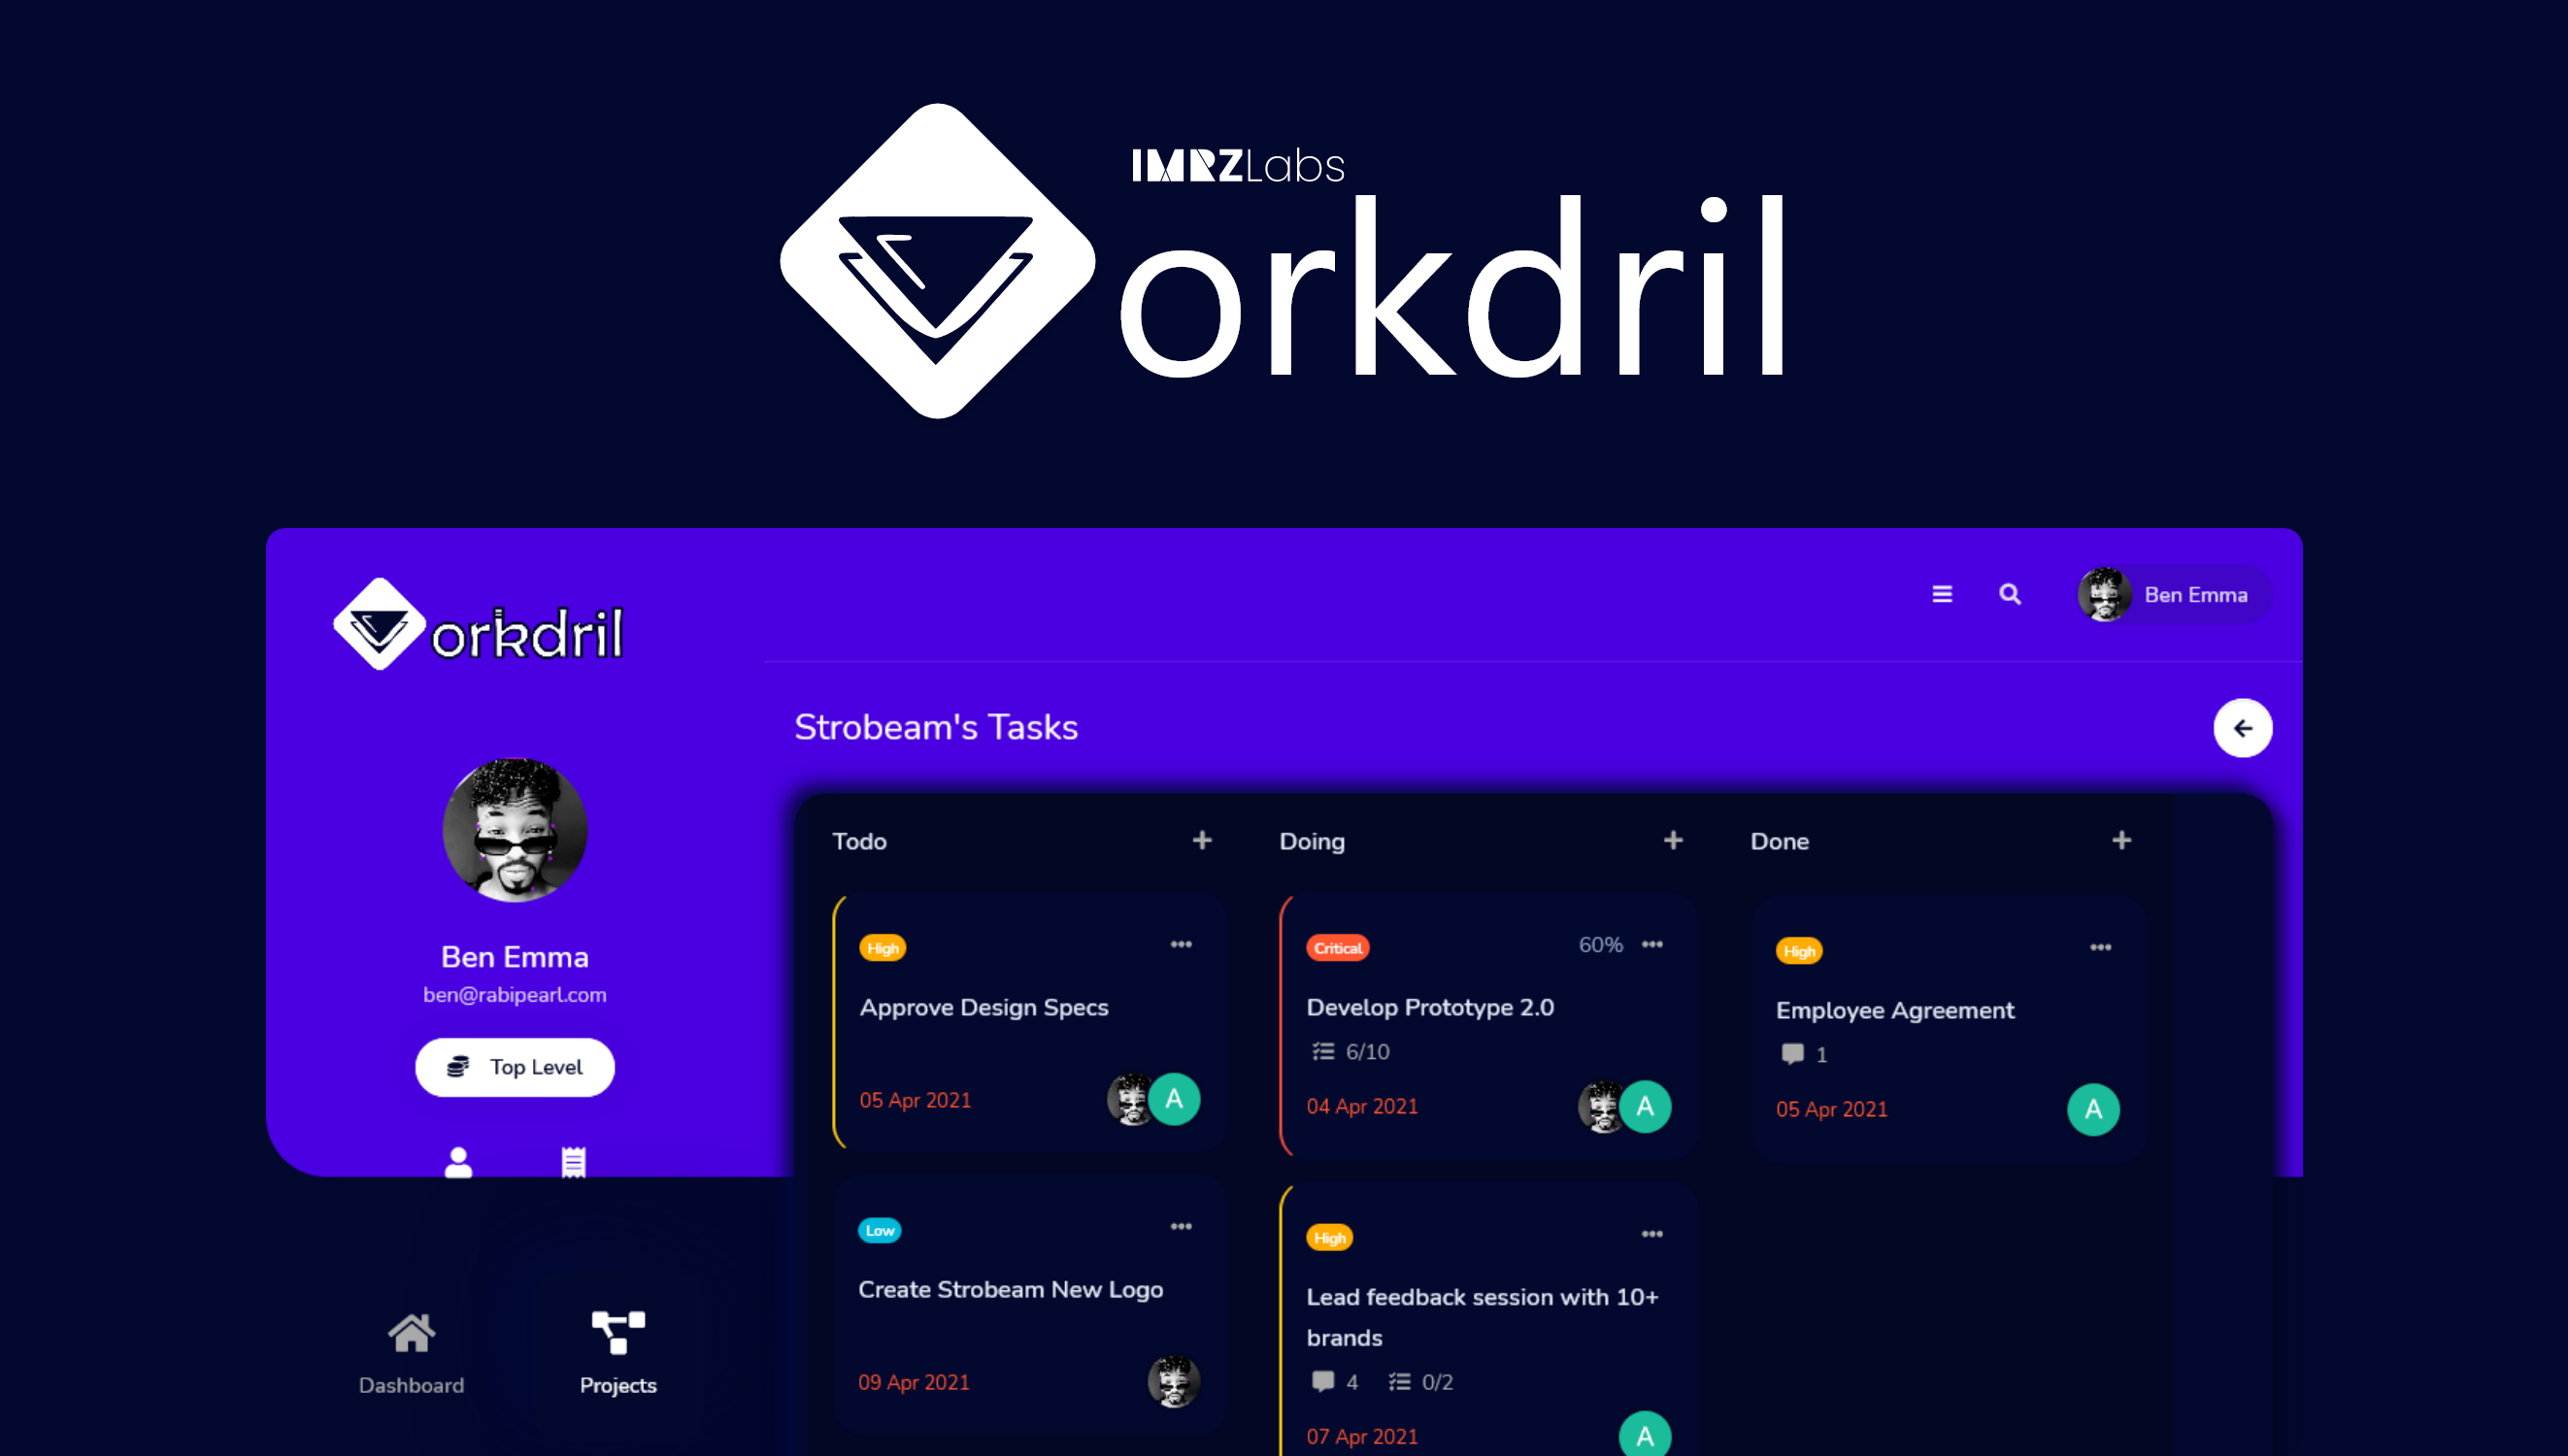 IMRZLabs
orkdril
orkdril
Ben Emma
Strobeam's Tasks
Ben Emma
ben@rabipearl.com
Top Level
Dashboard
Projects
Todo
High
Approve Design Specs
05 Apr 2021
A
Low
Create Strobeam New Logo
09 Apr 2021
Doing
Critical
60%
Develop Prototype 2.0
6/10
04 Apr 2021
A
High
Lead feedback session with 10+
brands
4 0/2
07 Apr 2021
A
Done
High
Employee Agreement
1
05 Apr 2021
A